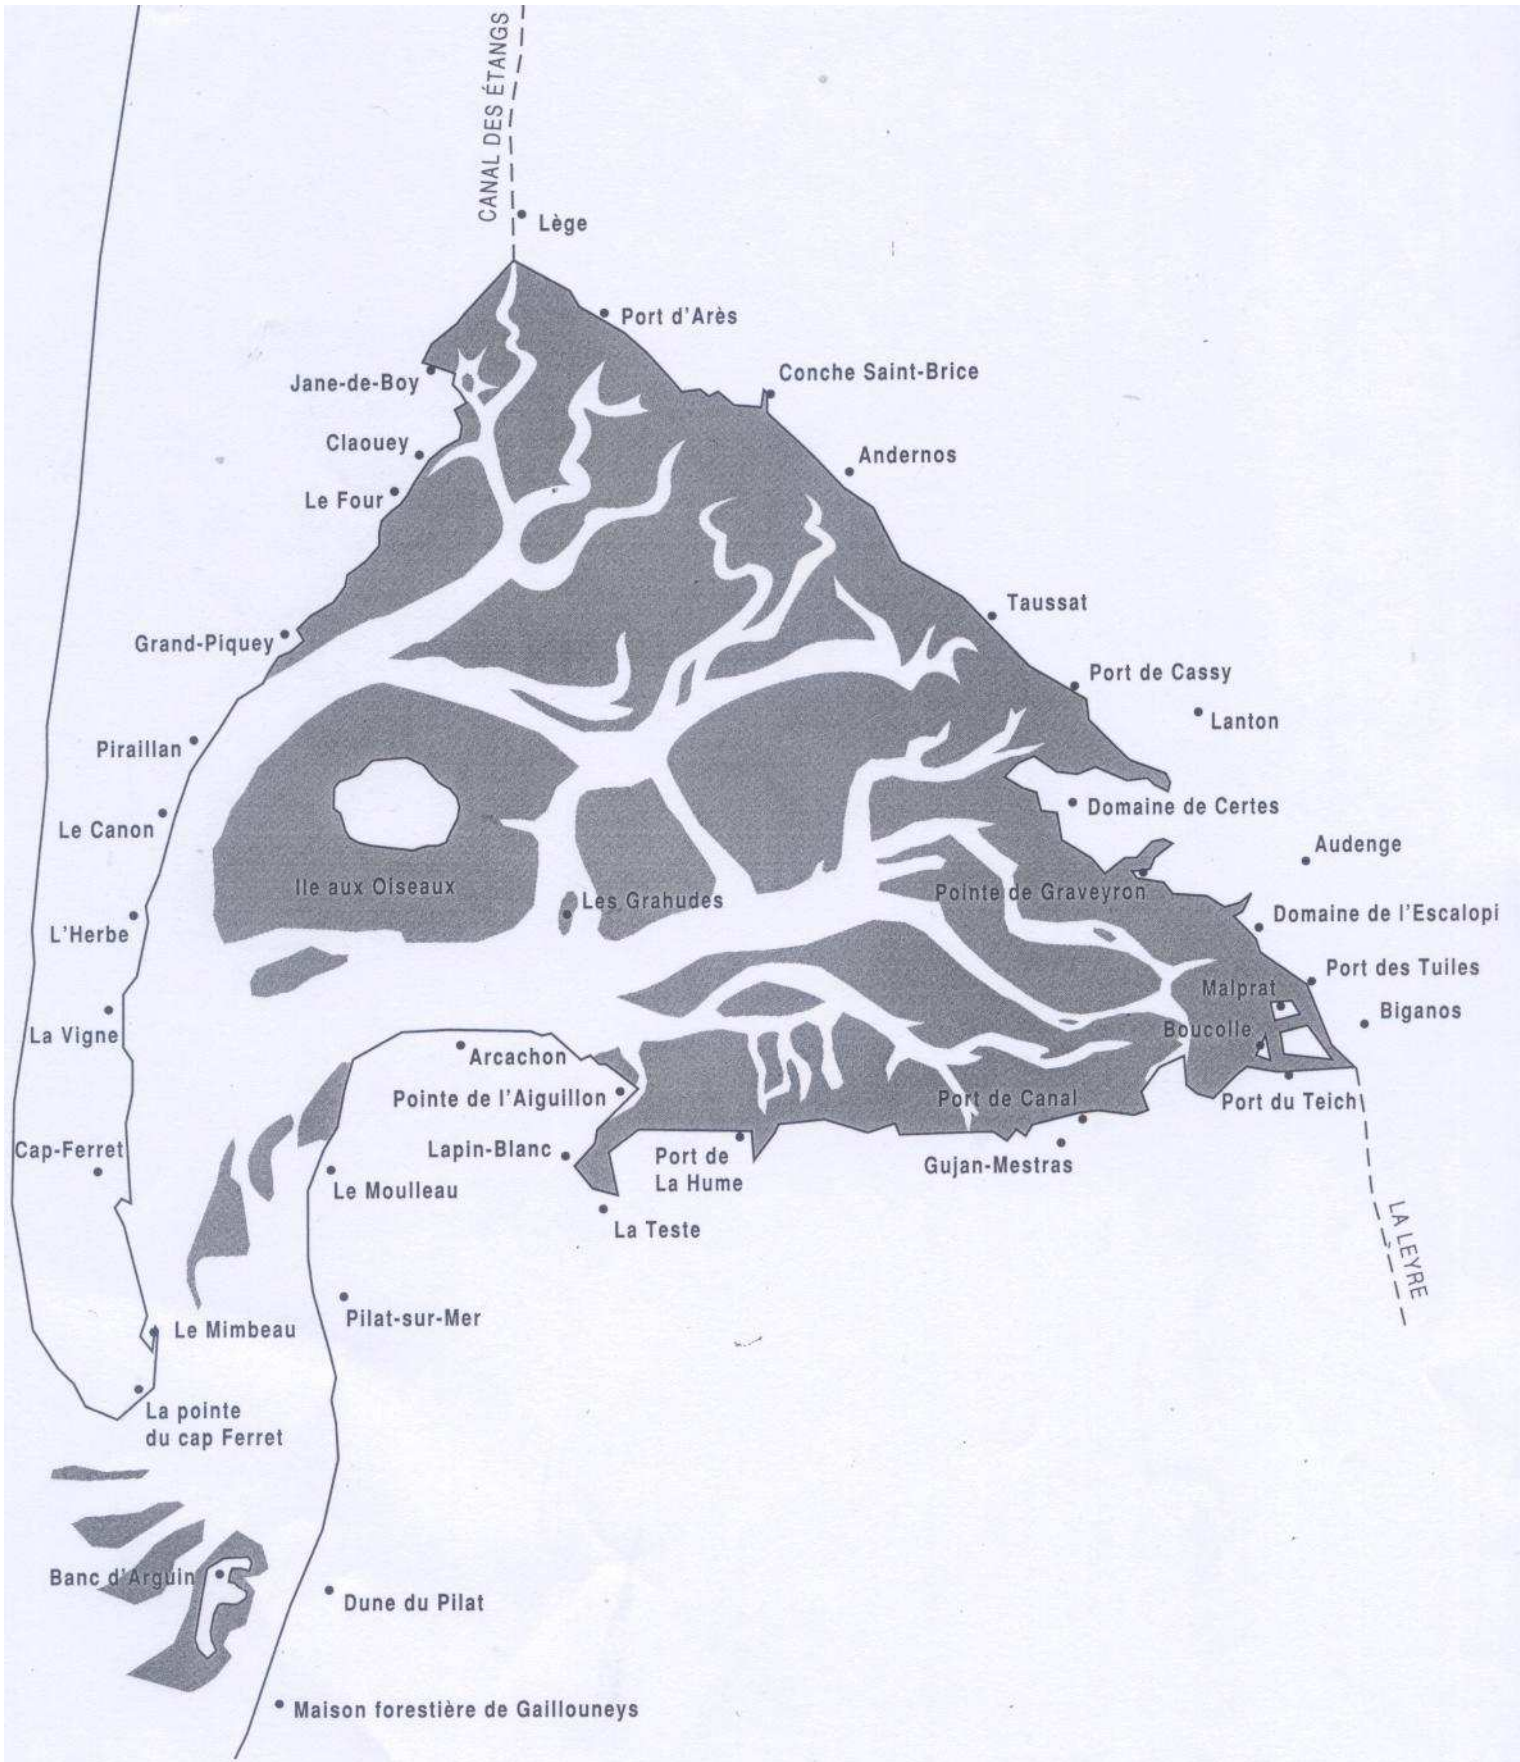 CANAL DES ÉTANGS
Lège
Port d'Arès
Conche Saint-Brice
Jane-de-Boy
Claouey
Andernos
Le Four
Taussat
Grand-Piquey
Port de Cassy
Lanton
Piraillan
Domaine de Certes
Le Canon
Audenge
Ile aux Oiseaux
Pointe de Graveyron
Les Grahudes
Domaine de l'Escalopi
L'Herbe
Port des Tuiles
Malprat
Biganos
La Vigne
Boucolle
Arcachon
Pointe de l'Aiguillon
Port de Canal
Port du Teich
Cap-Ferret
Lapin-Blanc
Port de
La Hume
Gujan-Mestras
Le Moulleau
La Teste
LA LEYRE
Pilat-sur-Mer
Le Mimbeau
La pointe
du cap Ferret
Banc d'Arguin
Dune du Pilat
Maison forestière de Gaillouneys